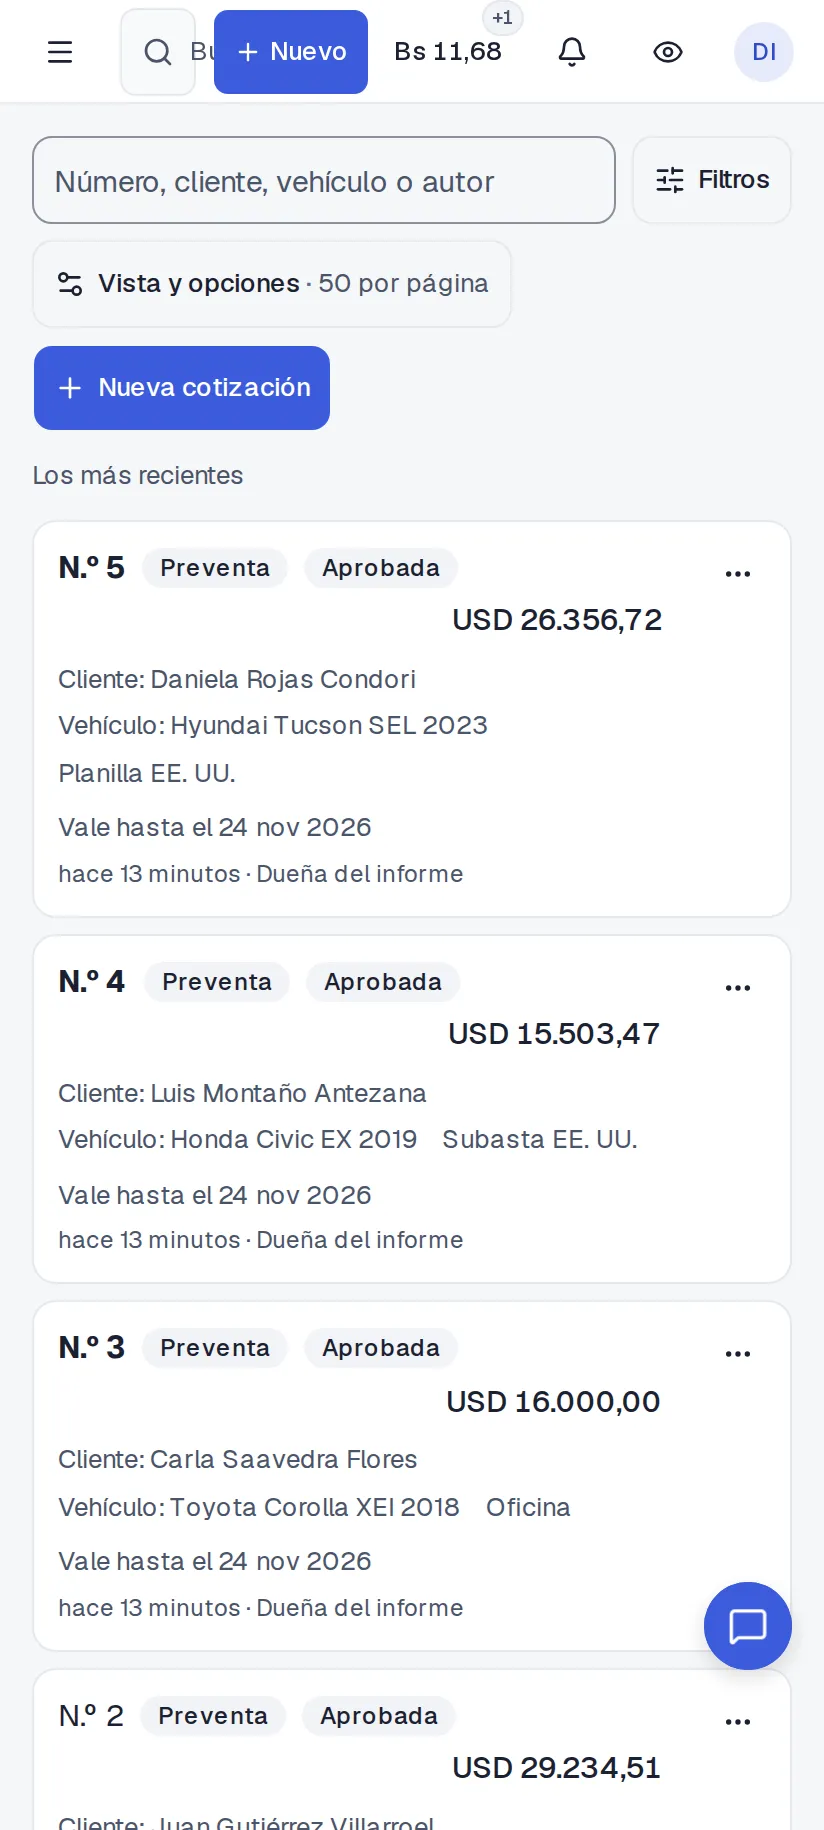 Bu
+ Nuevo
Bs 11,68
+1
DI
Número, cliente, vehículo o autor
Filtros
Vista y opciones · 50 por página
+ Nueva cotización
Los más recientes
N.º 5 Preventa Aprobada
USD 26.356,72
Cliente: Daniela Rojas Condori
Vehículo: Hyundai Tucson SEL 2023
Planilla EE. UU.
Vale hasta el 24 nov 2026
hace 13 minutos · Dueña del informe
N.º 4 Preventa Aprobada
USD 15.503,47
Cliente: Luis Montaño Antezana
Vehículo: Honda Civic EX 2019 Subasta EE. UU.
Vale hasta el 24 nov 2026
hace 13 minutos · Dueña del informe
N.º 3 Preventa Aprobada
USD 16.000,00
Cliente: Carla Saavedra Flores
Vehículo: Toyota Corolla XEI 2018 Oficina
Vale hasta el 24 nov 2026
hace 13 minutos · Dueña del informe
N.º 2 Preventa Aprobada
USD 29.234,51
Cliente: Juan Gutiérrez Villarroel